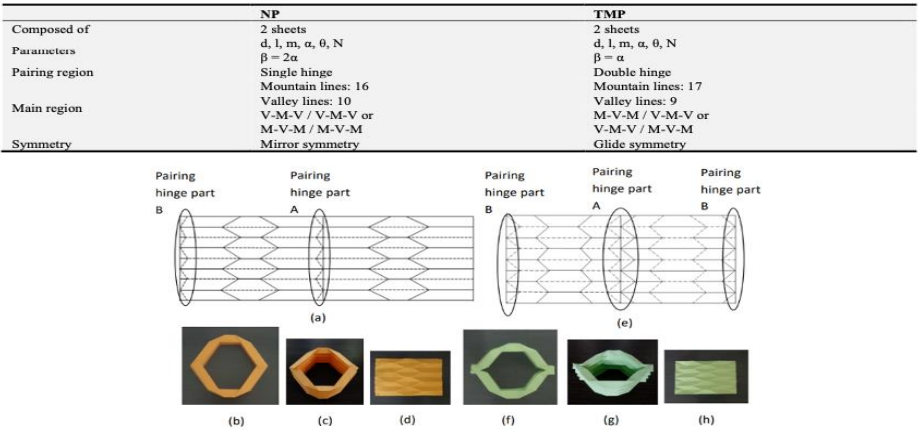 NP TMP
Composed of 2 sheets 2 sheets
Parameters d, l, m, α, θ, N d, l, m, α, θ, N
β = 2α β = α
Pairing region Single hinge Double hinge
Main region Mountain lines: 16 Mountain lines: 17
Valley lines: 10 Valley lines: 9
V-M-V / V-M-V or M-V-M / V-M-V or
M-V-M / M-V-M V-M-V / M-V-M
Symmetry Mirror symmetry Glide symmetry
Pairing
hinge part
B
Pairing
hinge part
A
Pairing
hinge part
B
Pairing
hinge part
A
Pairing
hinge part
B
(a)
(e)
(b) (c) (d) (f) (g) (h)